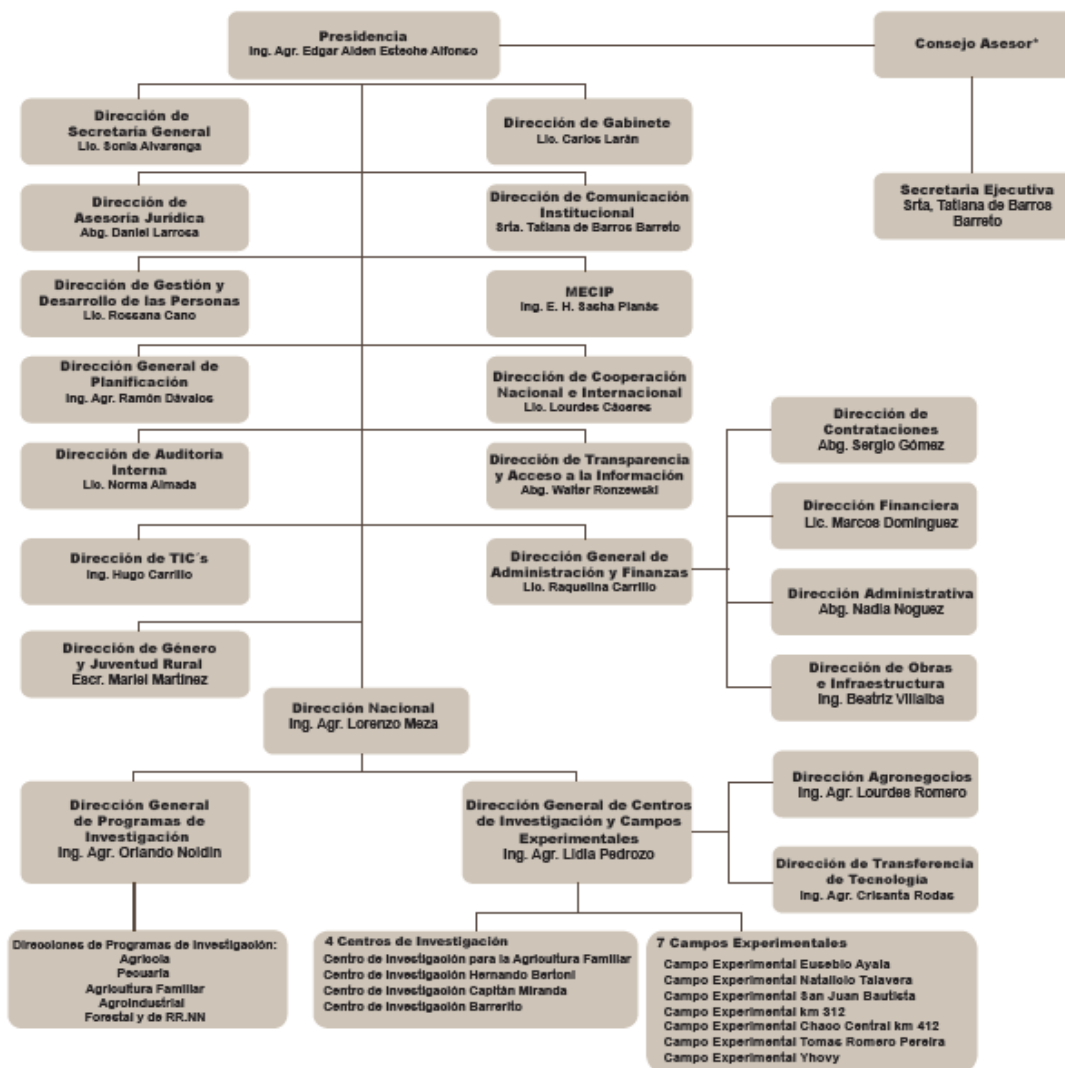 Presidencia
Ing. Agr. Edgar Alden Esteche Alfonso
Consejo Asesor*
Dirección de
Secretaría General
Lic. Sonia Alvarenga
Dirección de Gabinete
Lic. Carlos Larán
Secretaria Ejecutiva
Srta, Tatiana de Barros
Barreto
Dirección de
Asesoría Jurídica
Abg. Daniel Larrosa
Dirección de Comunicación
Institucional
Srta. Tatiana de Barros Barreto
Dirección de Gestión y
Desarrollo de las Personas
Lic. Rossana Cano
MECIP
Ing. E. H. Sasha Planás
Dirección General de
Planificación
Ing. Agr. Ramón Dávalos
Dirección de Cooperación
Nacional e Internacional
Lic. Lourdes Cáceres
Dirección de
Contrataciones
Abg. Sergio Gómez
Dirección de Auditoria
Interna
Lic. Norma Almada
Dirección de Transparencia
y Acceso a la Información
Abg. Walter Ronzewski
Dirección Financiera
Lic. Marcos Dominguez
Dirección de TIC´s
Ing. Hugo Carrillo
Dirección General de
Administración y Finanzas
Lic. Raquelina Carrillo
Dirección Administrativa
Abg. Nadia Noguez
Dirección de Género
y Juventud Rural
Escr. Mariel Martínez
Dirección de Obras
e Infraestructura
Ing. Beatriz Villalba
Dirección Nacional
Ing. Agr. Lorenzo Meza
Dirección General
de Programas de
Investigación
Ing. Agr. Orlando Noldin
Dirección General de Centros
de Investigación y Campos
Experimentales
Ing. Agr. Lidia Pedrozo
Dirección Agronegocios
Ing. Agr. Lourdes Romero
Dirección de Transferencia
de Tecnología
Ing. Agr. Crisanta Rodas
Direcciones de Programas de Investigación:
Agrícola
Pecuaria
Agricultura Familiar
Agroindustrial
Forestal y de RR.NN
4 Centros de Investigación
Centro de Investigación para la Agricultura Familiar
Centro de Investigación Hernando Bertoni
Centro de Investigación Capitán Miranda
Centro de Investigación Barrerito
7 Campos Experimentales
Campo Experimental Eusebio Ayala
Campo Experimental Natalicio Talavera
Campo Experimental San Juan Bautista
Campo Experimental km 312
Campo Experimental Chaco Central km 412
Campo Experimental Tomas Romero Pereira
Campo Experimental Yhovy